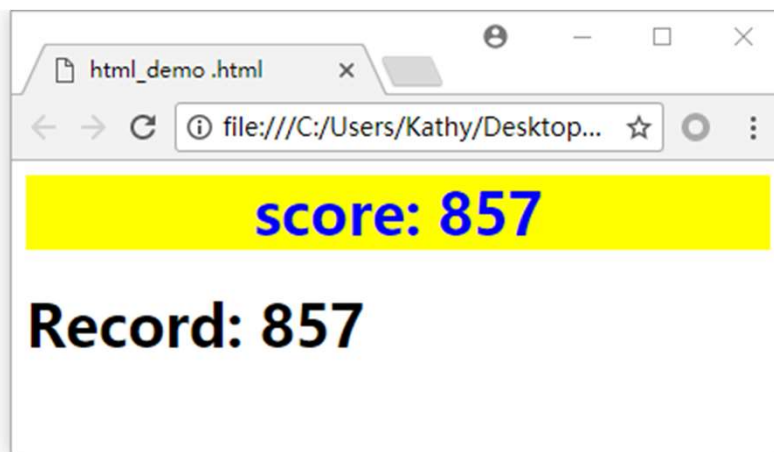 html_demo .html
file:///C:/Users/Kathy/Desktop...
score: 857
Record: 857